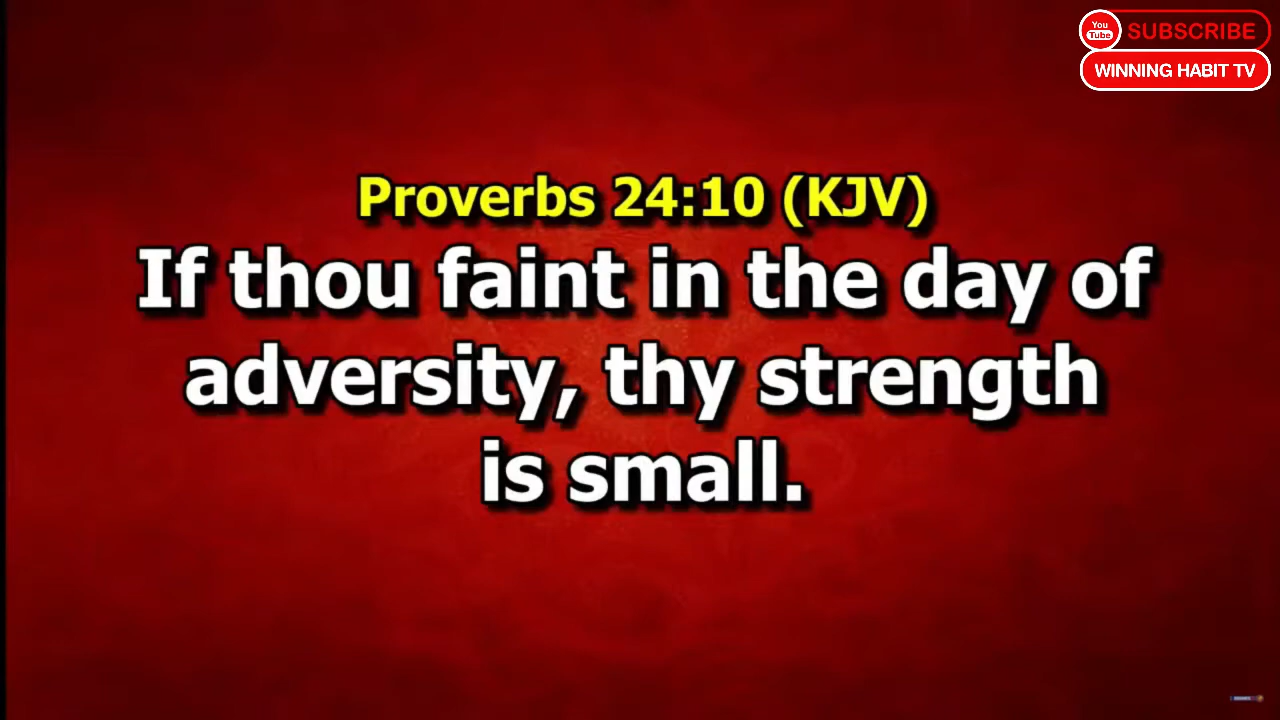 You
Tube
SUBSCRIBE
WINNING HABIT TV
Proverbs 24:10 (KJV)
If thou faint in the day of
adversity, thy strength
is small.